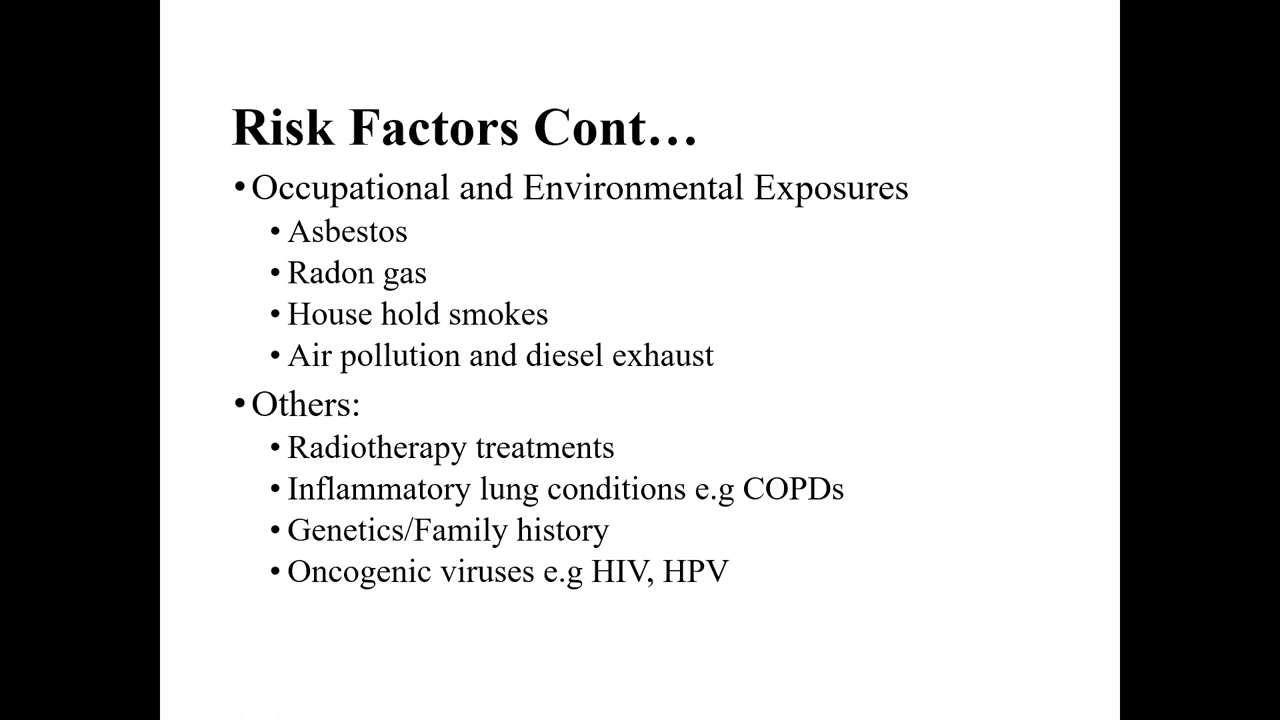 Risk Factors Cont…
• Occupational and Environmental Exposures
• Asbestos
• Radon gas
• House hold smokes
• Air pollution and diesel exhaust
• Others:
• Radiotherapy treatments
• Inflammatory lung conditions e.g COPDs
• Genetics/Family history
• Oncogenic viruses e.g HIV, HPV